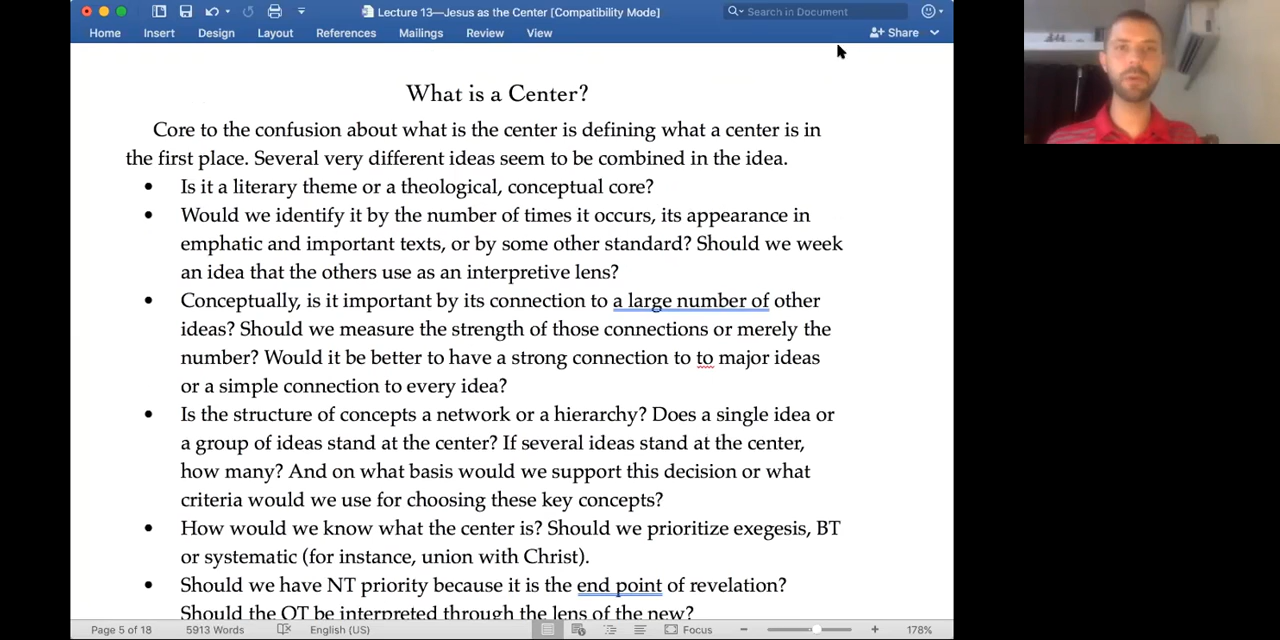 Lecture 13—Jesus as the Center [Compatibility Mode]
Search in Document
Home Insert Design Layout References Mailings Review View Share
What is a Center?
Core to the confusion about what is the center is defining what a center is in
the first place. Several very different ideas seem to be combined in the idea.
• Is it a literary theme or a theological, conceptual core?
• Would we identify it by the number of times it occurs, its appearance in
emphatic and important texts, or by some other standard? Should we week
an idea that the others use as an interpretive lens?
• Conceptually, is it important by its connection to a large number of other
ideas? Should we measure the strength of those connections or merely the
number? Would it be better to have a strong connection to to major ideas
or a simple connection to every idea?
• Is the structure of concepts a network or a hierarchy? Does a single idea or
a group of ideas stand at the center? If several ideas stand at the center,
how many? And on what basis would we support this decision or what
criteria would we use for choosing these key concepts?
• How would we know what the center is? Should we prioritize exegesis, BT
or systematic (for instance, union with Christ).
• Should we have NT priority because it is the end point of revelation?
Should the OT be interpreted through the lens of the new?
Page 5 of 18 5913 Words English (US) Focus 178%